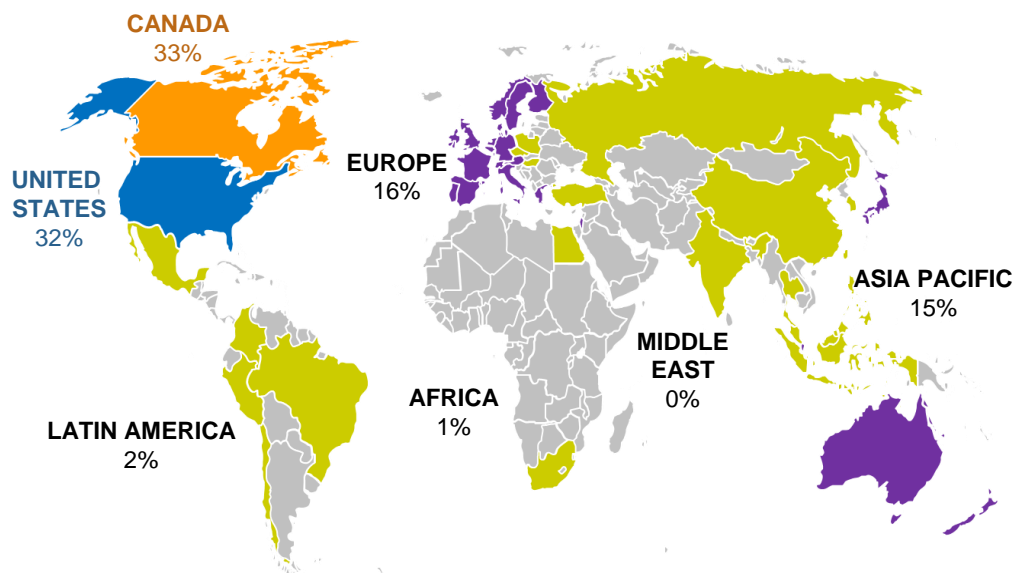 CANADA
33%
UNITED
STATES
32%
EUROPE
16%
ASIA PACIFIC
15%
MIDDLE
EAST
0%
AFRICA
1%
LATIN AMERICA
2%